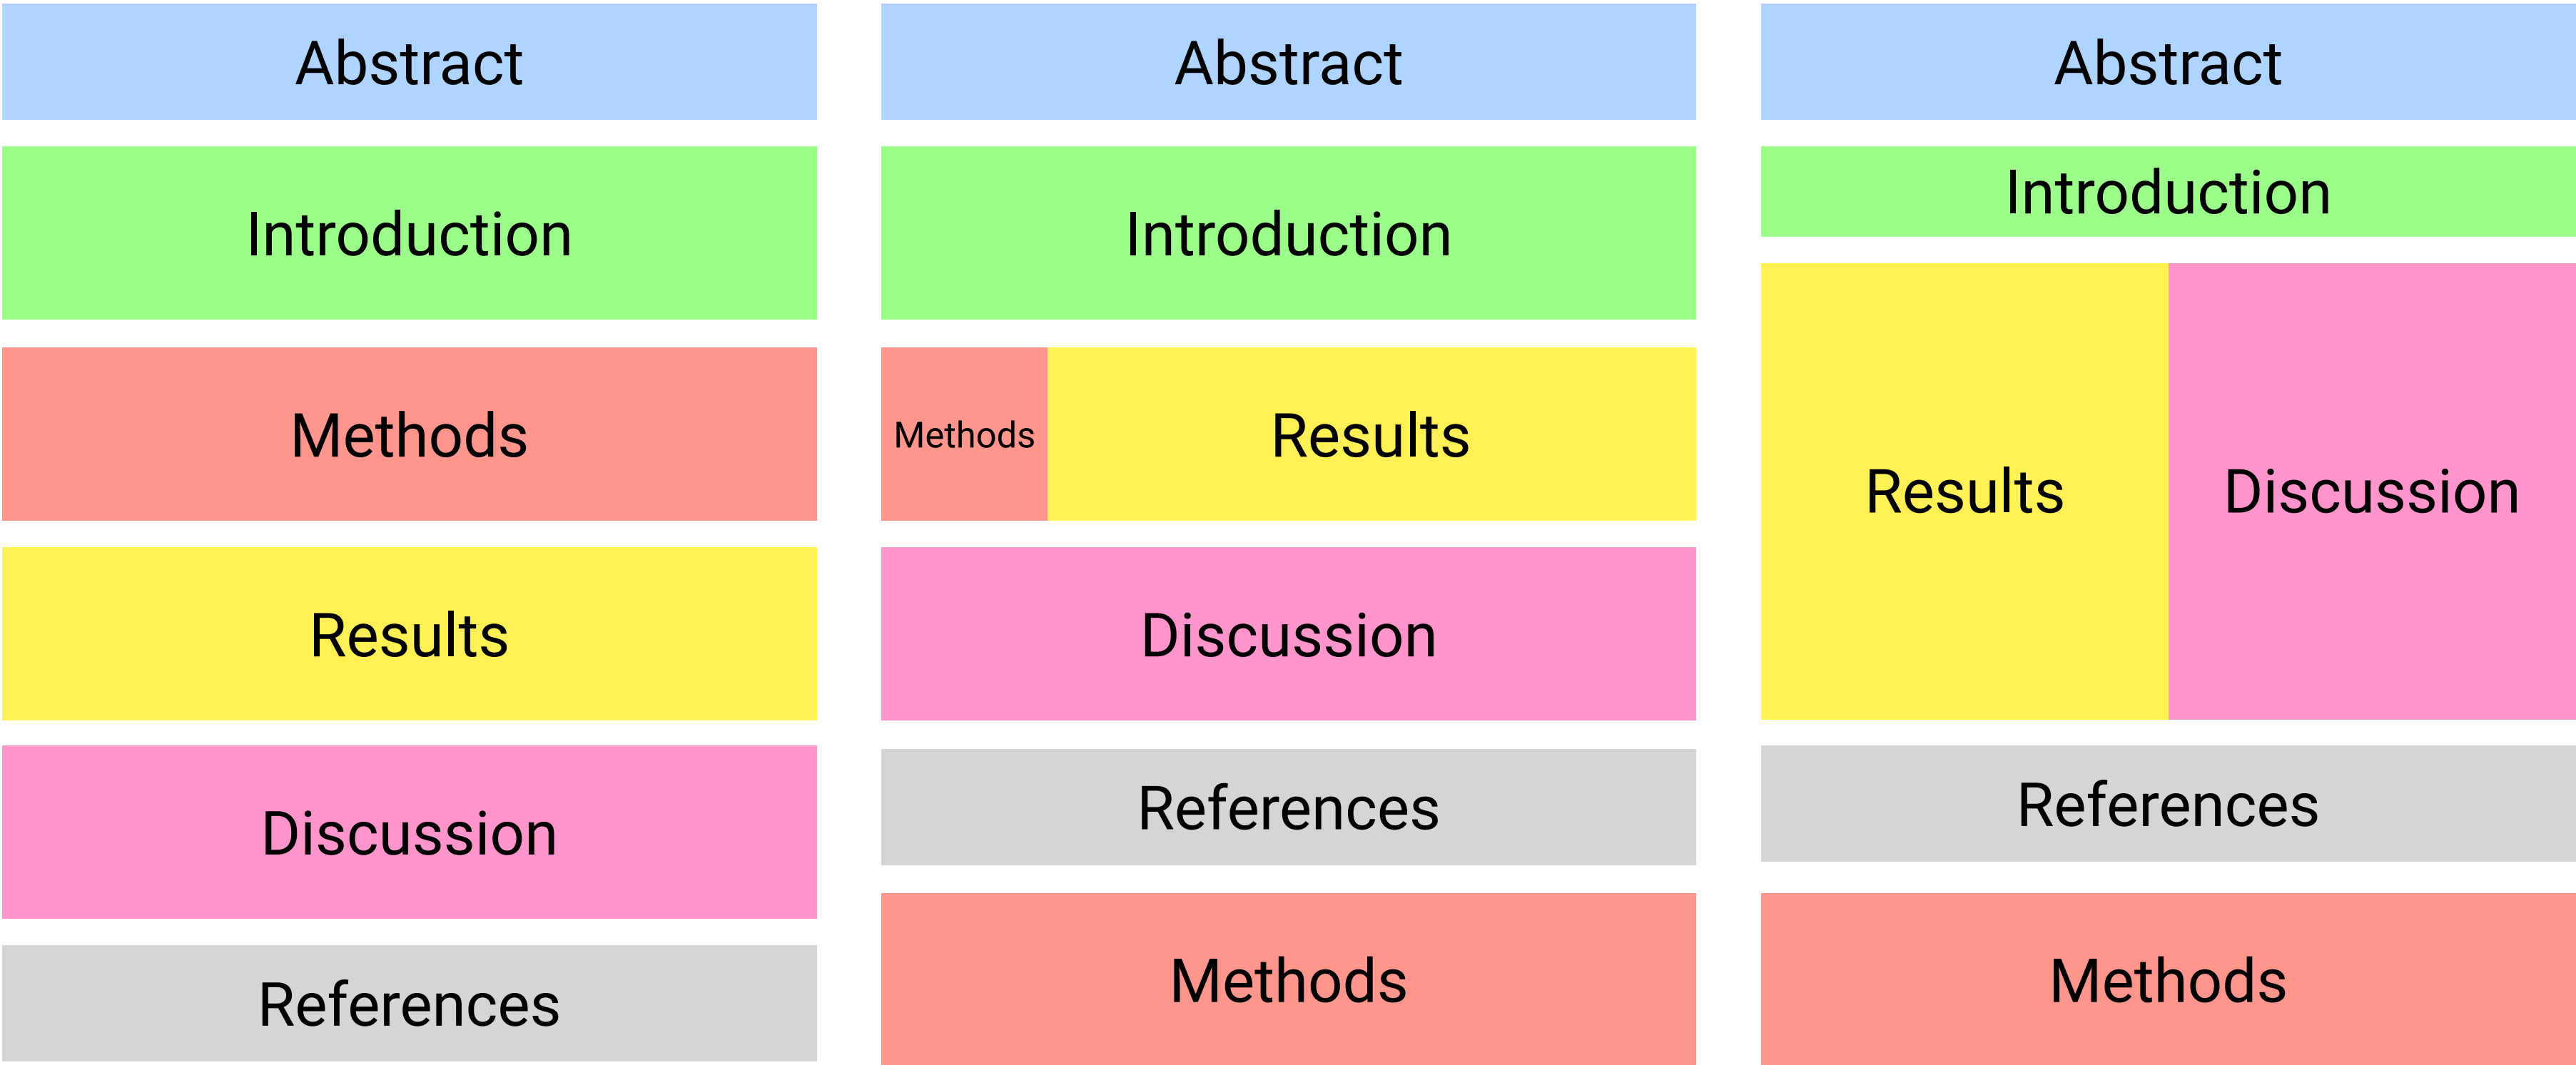 Abstract
Introduction
Methods
Results
Discussion
References
Abstract
Introduction
Methods Results
Discussion
References
Methods
Abstract
Introduction
Results Discussion
References
Methods